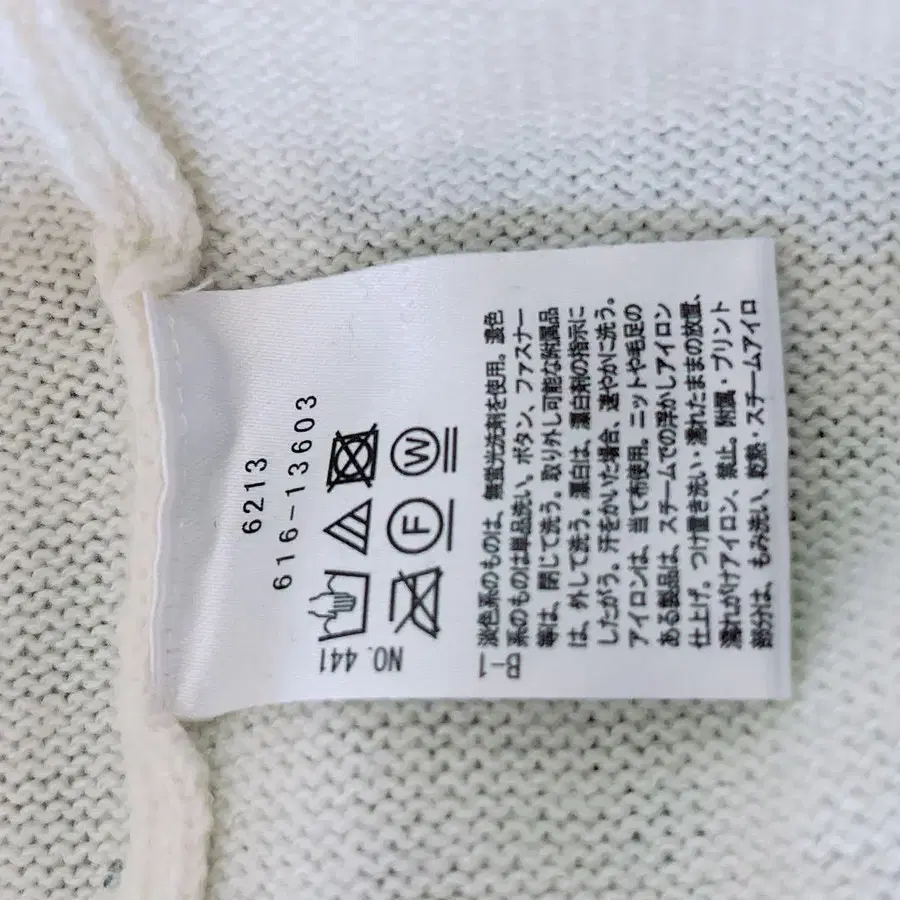 6213
616-13603
NO. 441
F
W
淡色系のものは、無蛍光洗剤を使用。濃色
系のものは単品洗い、ボタン、ファスナー
等は、閉じて洗う。取り外し可能な附属品
は、外して洗う。漂白は、漂白剤の指示に
したがう。汗をかいた場合、速やかに洗う。
アイロンは、当て布使用。ニットや毛足の
ある製品は、スチームでの浮かしアイロン
仕上げ。つけ置き洗い・濡れたままの放置、
濡れがけアイロン、禁止。附属・プリント
部分は、もみ洗い、乾熱・スチームアイロ